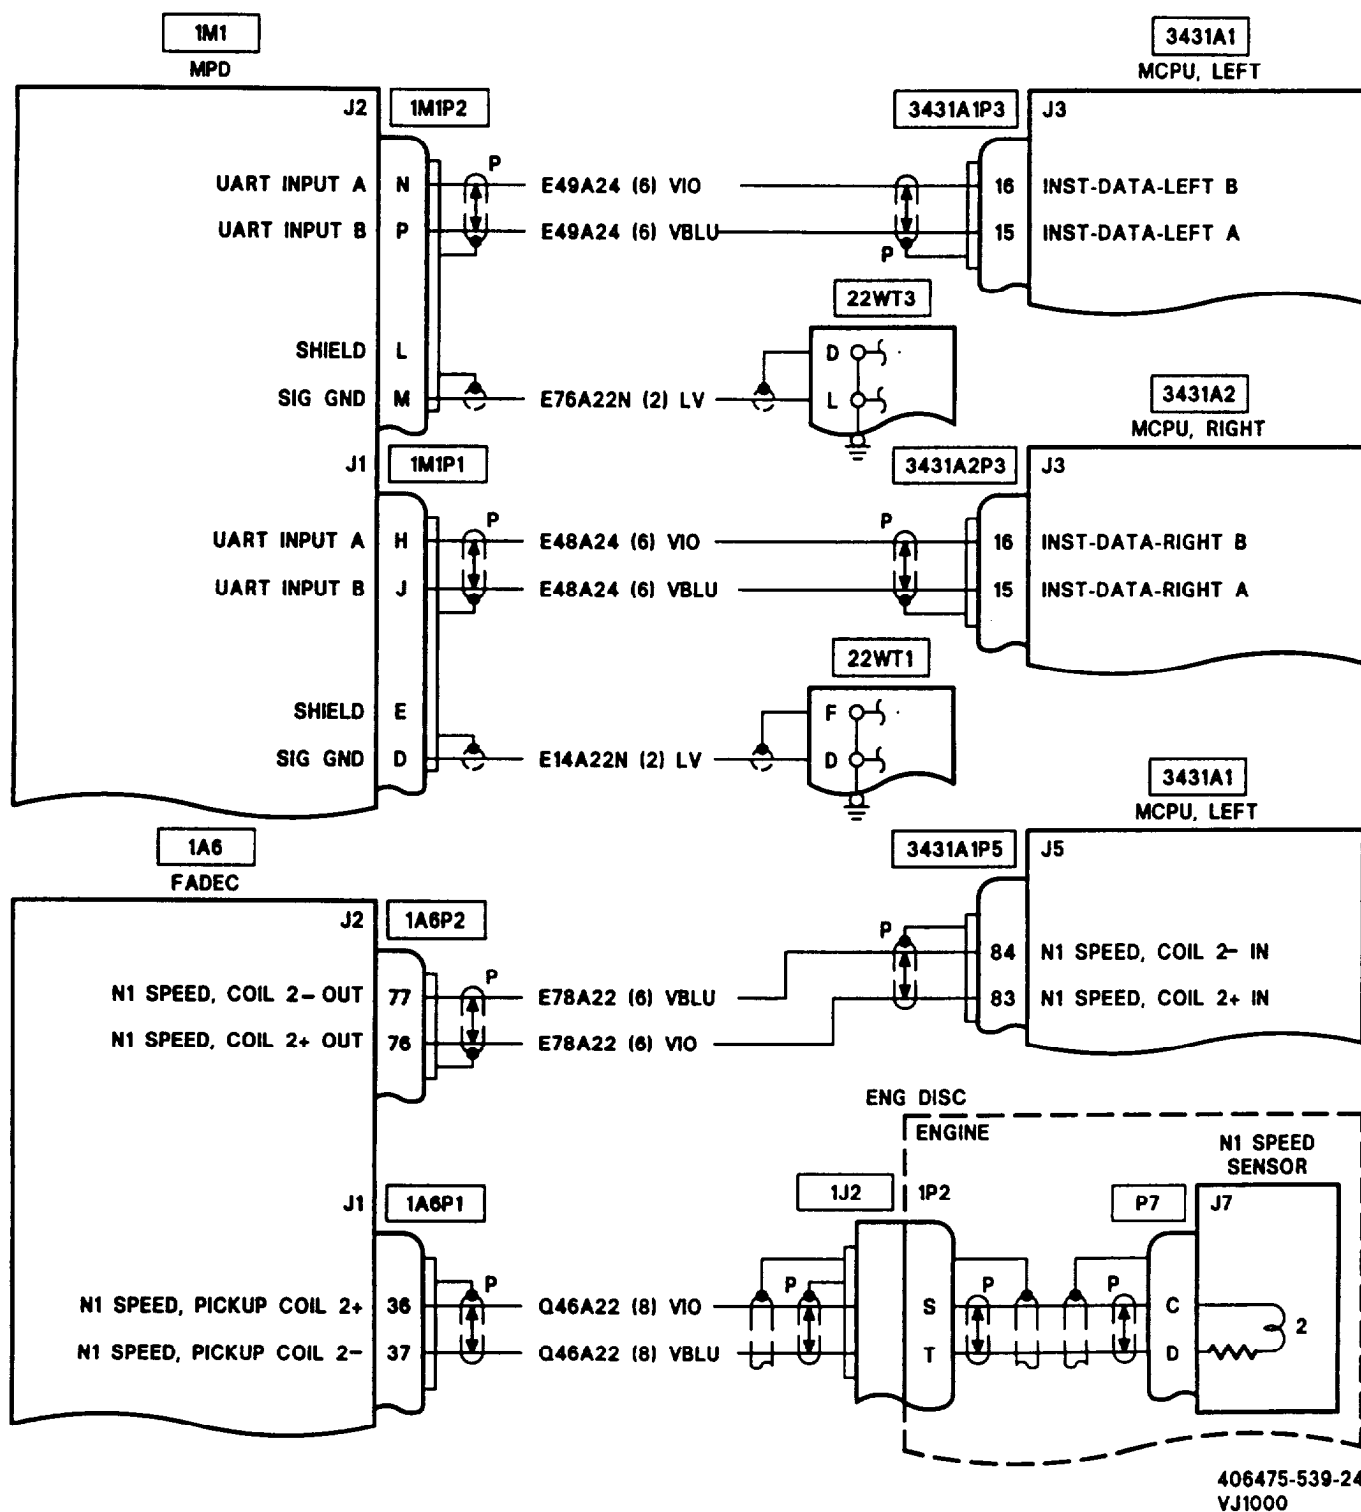 1M1
MPD
3431A1
MCPU, LEFT
J2 1M1P2
3431A1P3 J3
UART INPUT A N P E49A24 (6) VIO 16 INST-DATA-LEFT B
UART INPUT B P E49A24 (6) VBLU P 15 INST-DATA-LEFT A
22WT3
SHIELD L D
SIG GND M E76A22N (2) LV L
3431A2
MCPU, RIGHT
J1 1M1P1
3431A2P3 J3
UART INPUT A H P E48A24 (6) VIO P 16 INST-DATA-RIGHT B
UART INPUT B J E48A24 (6) VBLU 15 INST-DATA-RIGHT A
22WT1
SHIELD E F
SIG GND D E14A22N (2) LV D
3431A1
MCPU, LEFT
1A6
FADEC
3431A1P5 J5
J2 1A6P2
P 84 N1 SPEED, COIL 2- IN
N1 SPEED, COIL 2- OUT 77 P E78A22 (6) VBLU 83 N1 SPEED, COIL 2+ IN
N1 SPEED, COIL 2+ OUT 76 E78A22 (6) VIO
ENG DISC
ENGINE
N1 SPEED
SENSOR
J1 1A6P1 1J2 1P2 P7 J7
N1 SPEED, PICKUP COIL 2+ 36 P Q46A22 (8) VIO P S P P C
N1 SPEED, PICKUP COIL 2- 37 Q46A22 (8) VBLU T D 2
406475-539-24
VJ1000